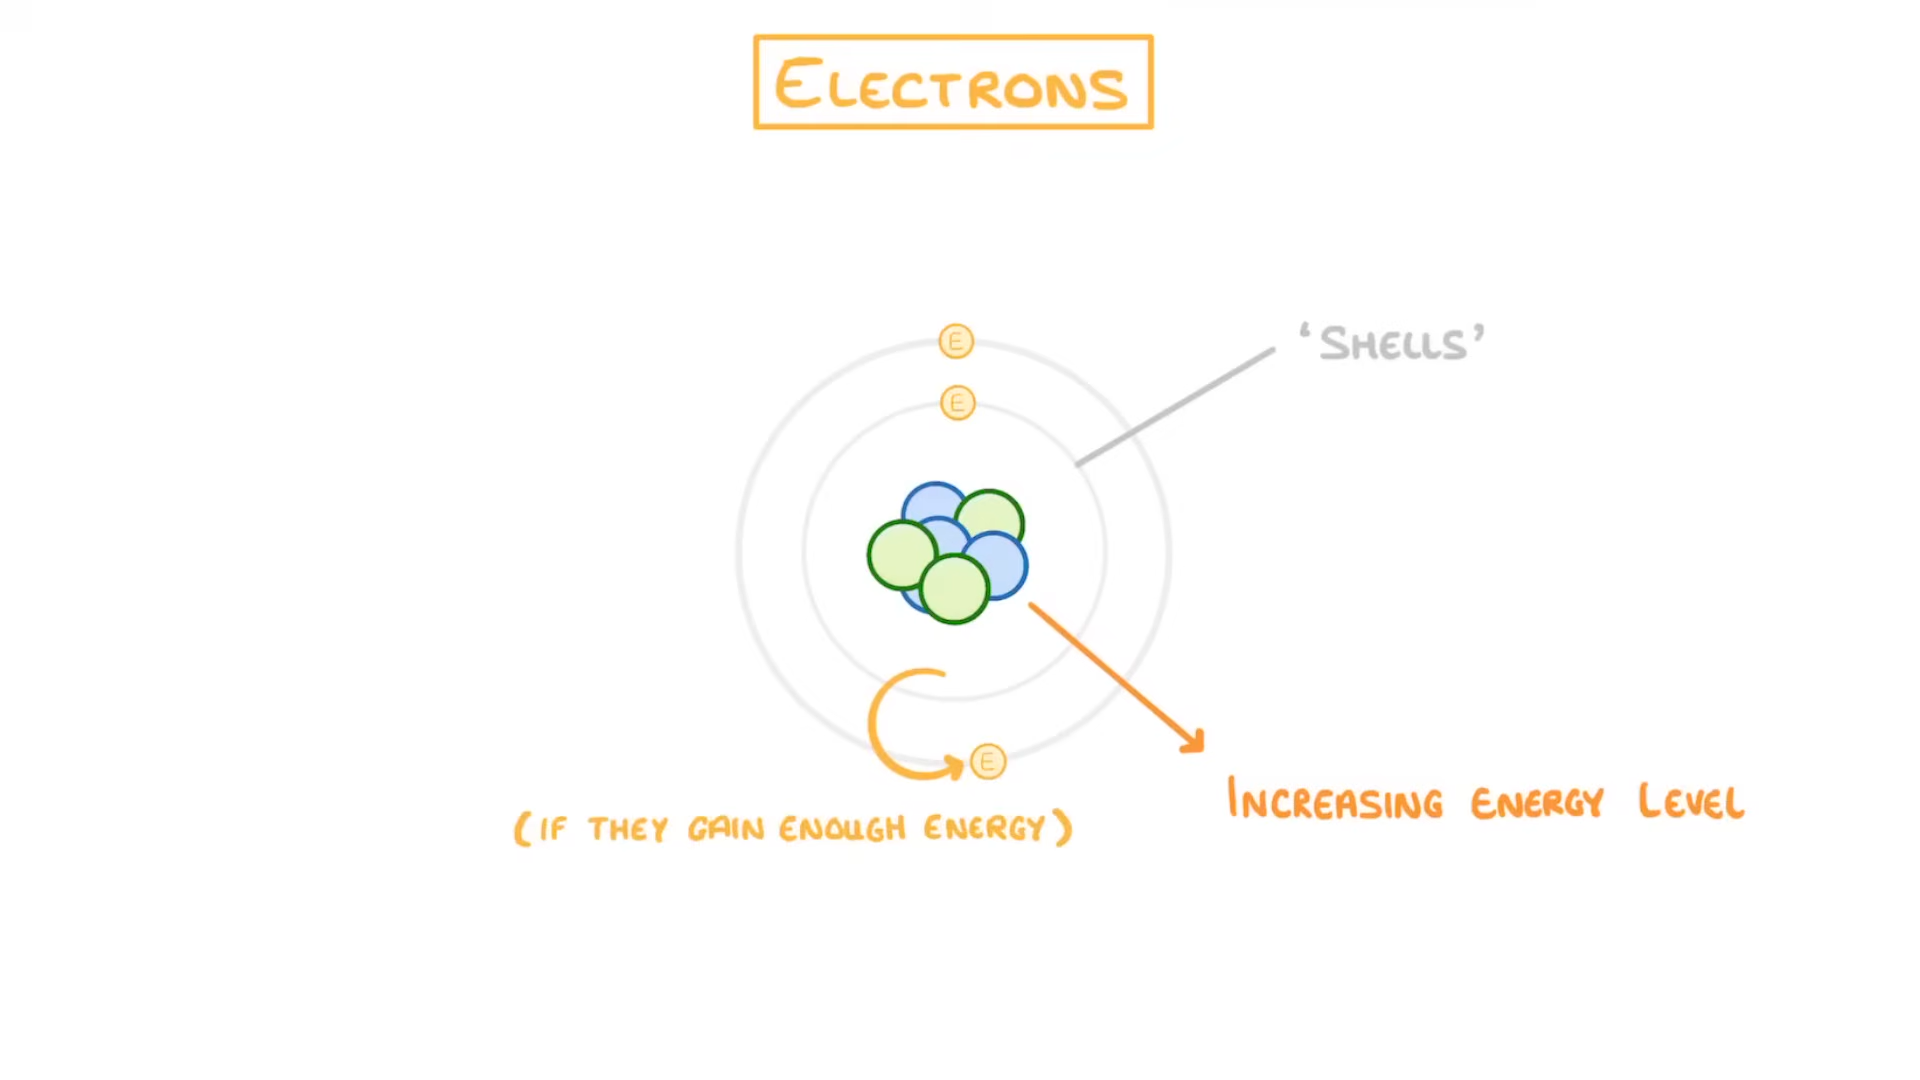 ELECTRONS
E
'SHELLS'
E
E
INCREASING ENERGY LEVEL
(IF THEY GAIN ENOUGH ENERGY)